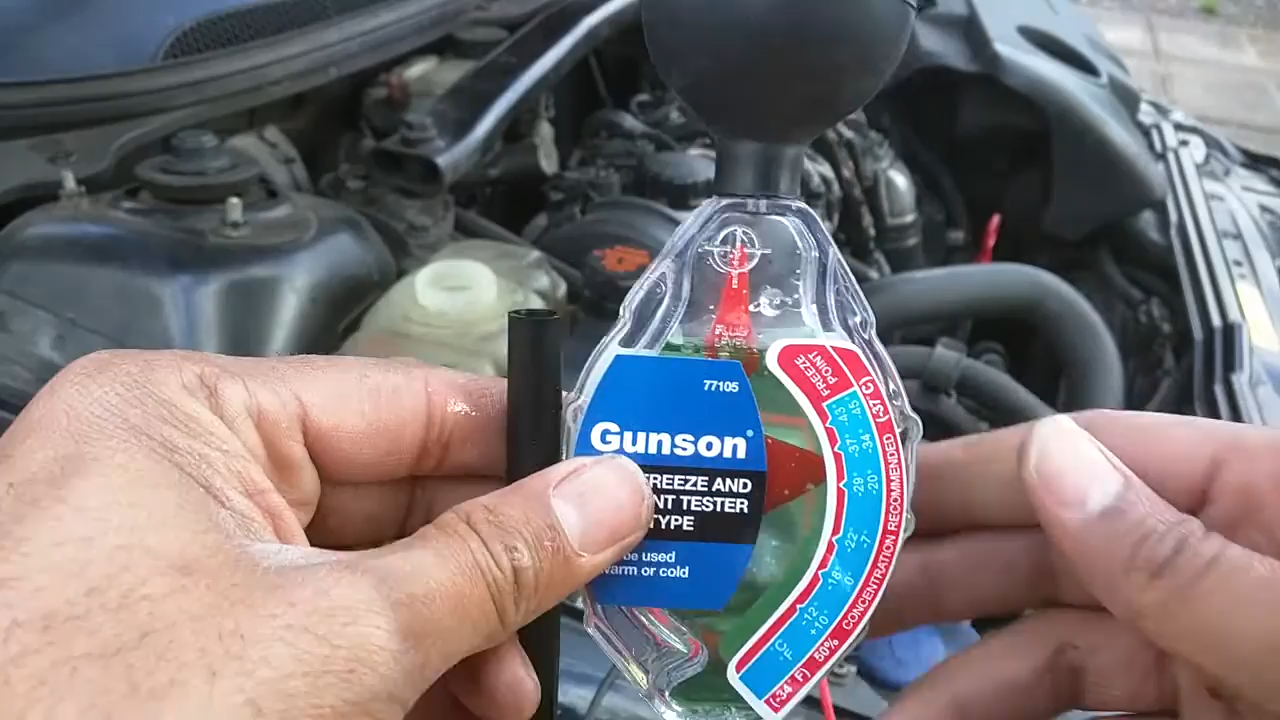 77105
Gunson®
FREEZE AND
NT TESTER
TYPE
be used
warm or cold
FREEZE
POINT
-43° -45°
-37° -34°
-29° -20°
-22° -7°
-18° 0°
-12° +10°
°C °F
(-34° F) 50% CONCENTRATION RECOMMENDED (-37° C)